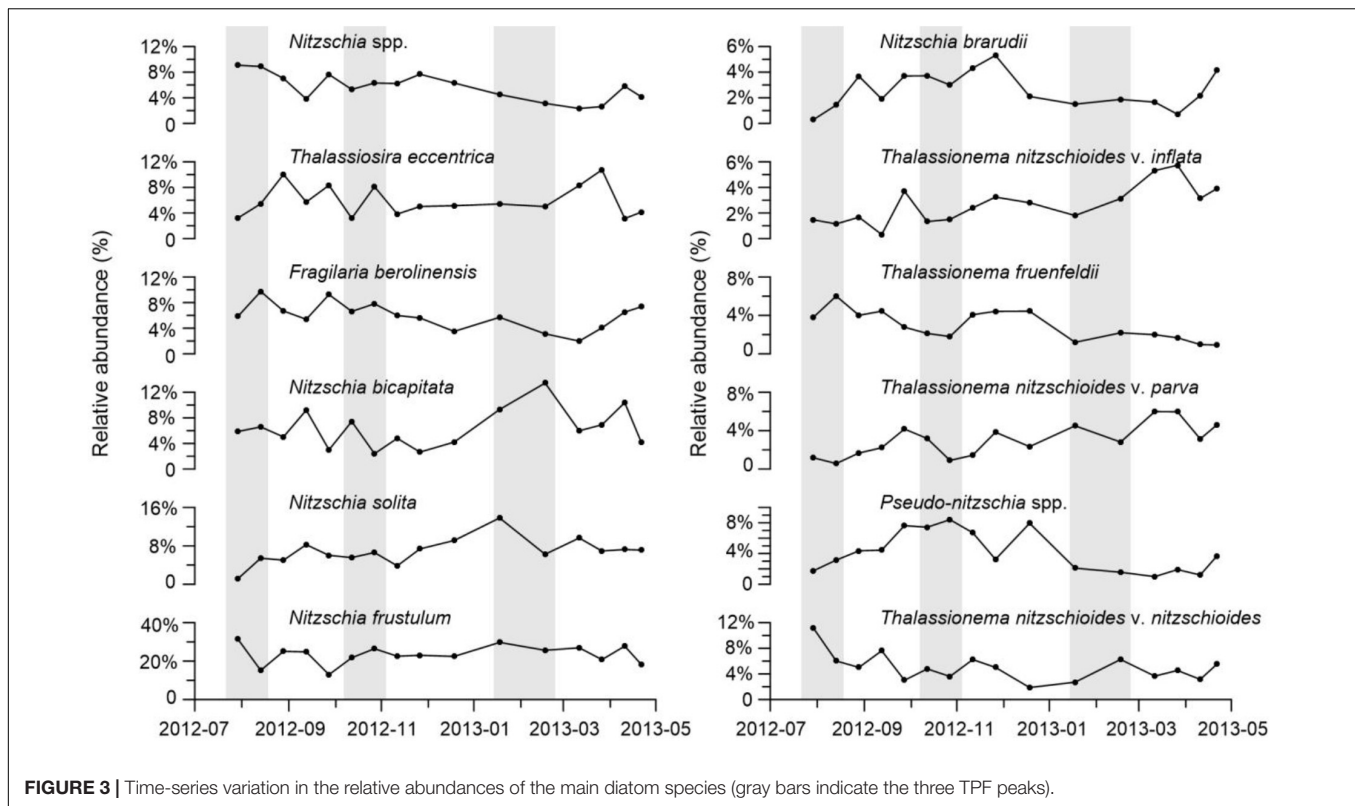 Relative abundance (%)
Nitzschia spp.
12%
8%
4%
0
Thalassiosira eccentrica
12%
8%
4%
0
Fragilaria berolinensis
12%
8%
4%
0
Nitzschia bicapitata
12%
8%
4%
0
Nitzschia solita
16%
8%
0
Nitzschia frustulum
40%
20%
0
2012-07 2012-09 2012-11 2013-01 2013-03 2013-05
Relative abundance (%)
Nitzschia brarudii
6%
4%
2%
0
Thalassionema nitzschioides v. inflata
6%
4%
2%
0
Thalassionema fruenfeldii
8%
4%
0
Thalassionema nitzschioides v. parva
8%
4%
0
Pseudo-nitzschia spp.
8%
4%
0
Thalassionema nitzschioides v. nitzschioides
12%
8%
4%
0
2012-07 2012-09 2012-11 2013-01 2013-03 2013-05
FIGURE 3 | Time-series variation in the relative abundances of the main diatom species (gray bars indicate the three TPF peaks).